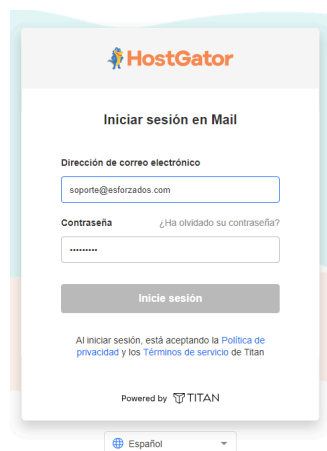 HostGator
Iniciar sesión en Mail
Dirección de correo electrónico
soporte@esforzados.com
Contraseña ¿Ha olvidado su contraseña?
•••••••••
Inicie sesión
Al iniciar sesión, está aceptando la Política de
privacidad y los Términos de servicio de Titan
Powered by TITAN
Español